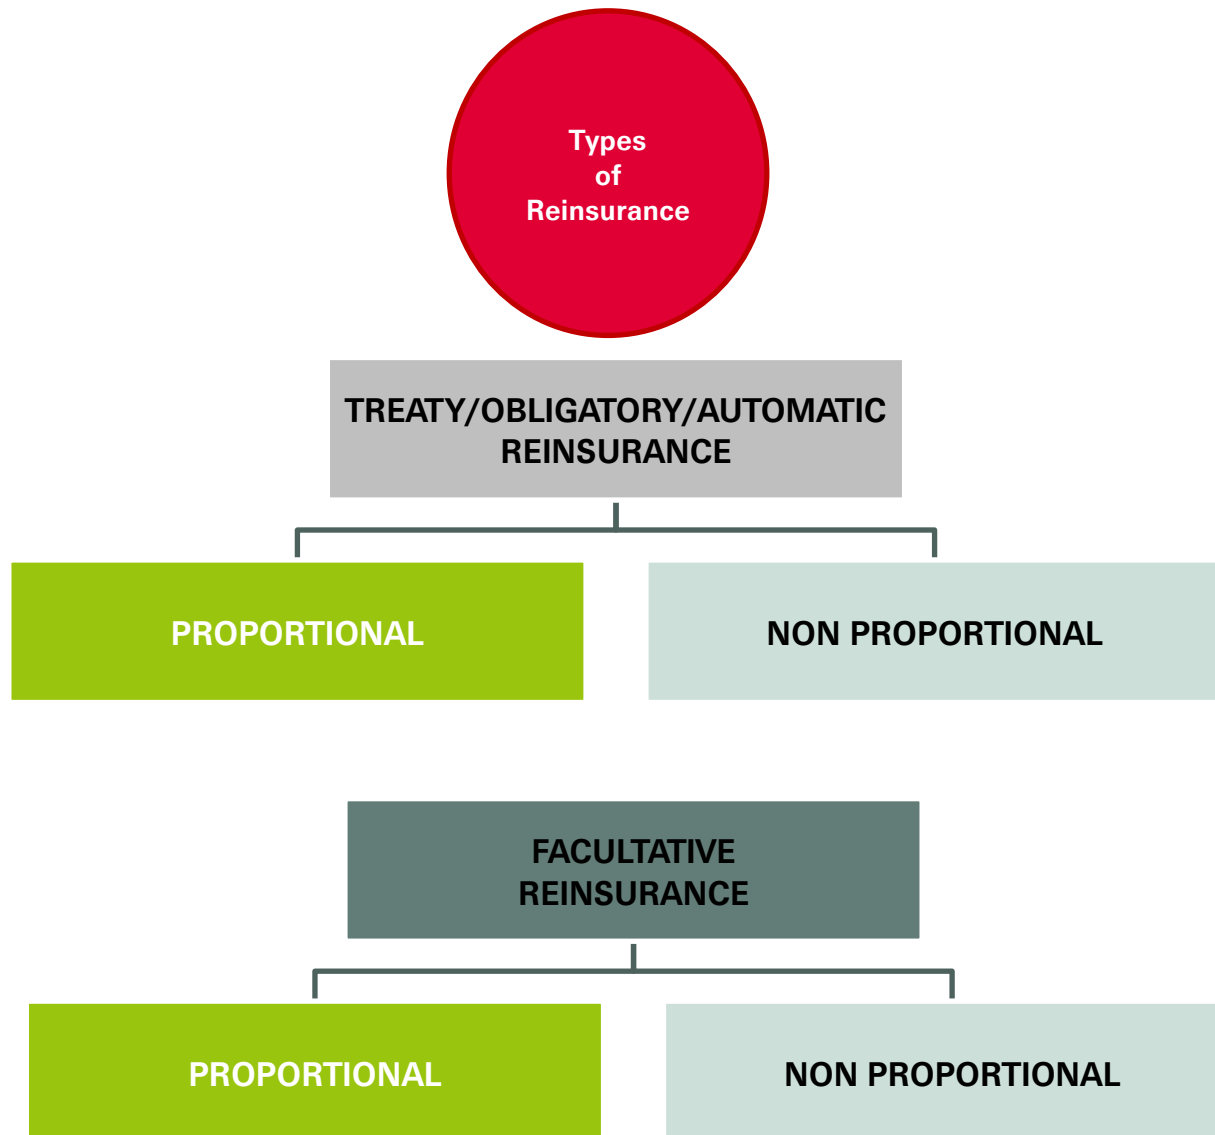 Types
of
Reinsurance
TREATY/OBLIGATORY/AUTOMATIC
REINSURANCE
PROPORTIONAL
NON PROPORTIONAL
FACULTATIVE
REINSURANCE
PROPORTIONAL
NON PROPORTIONAL